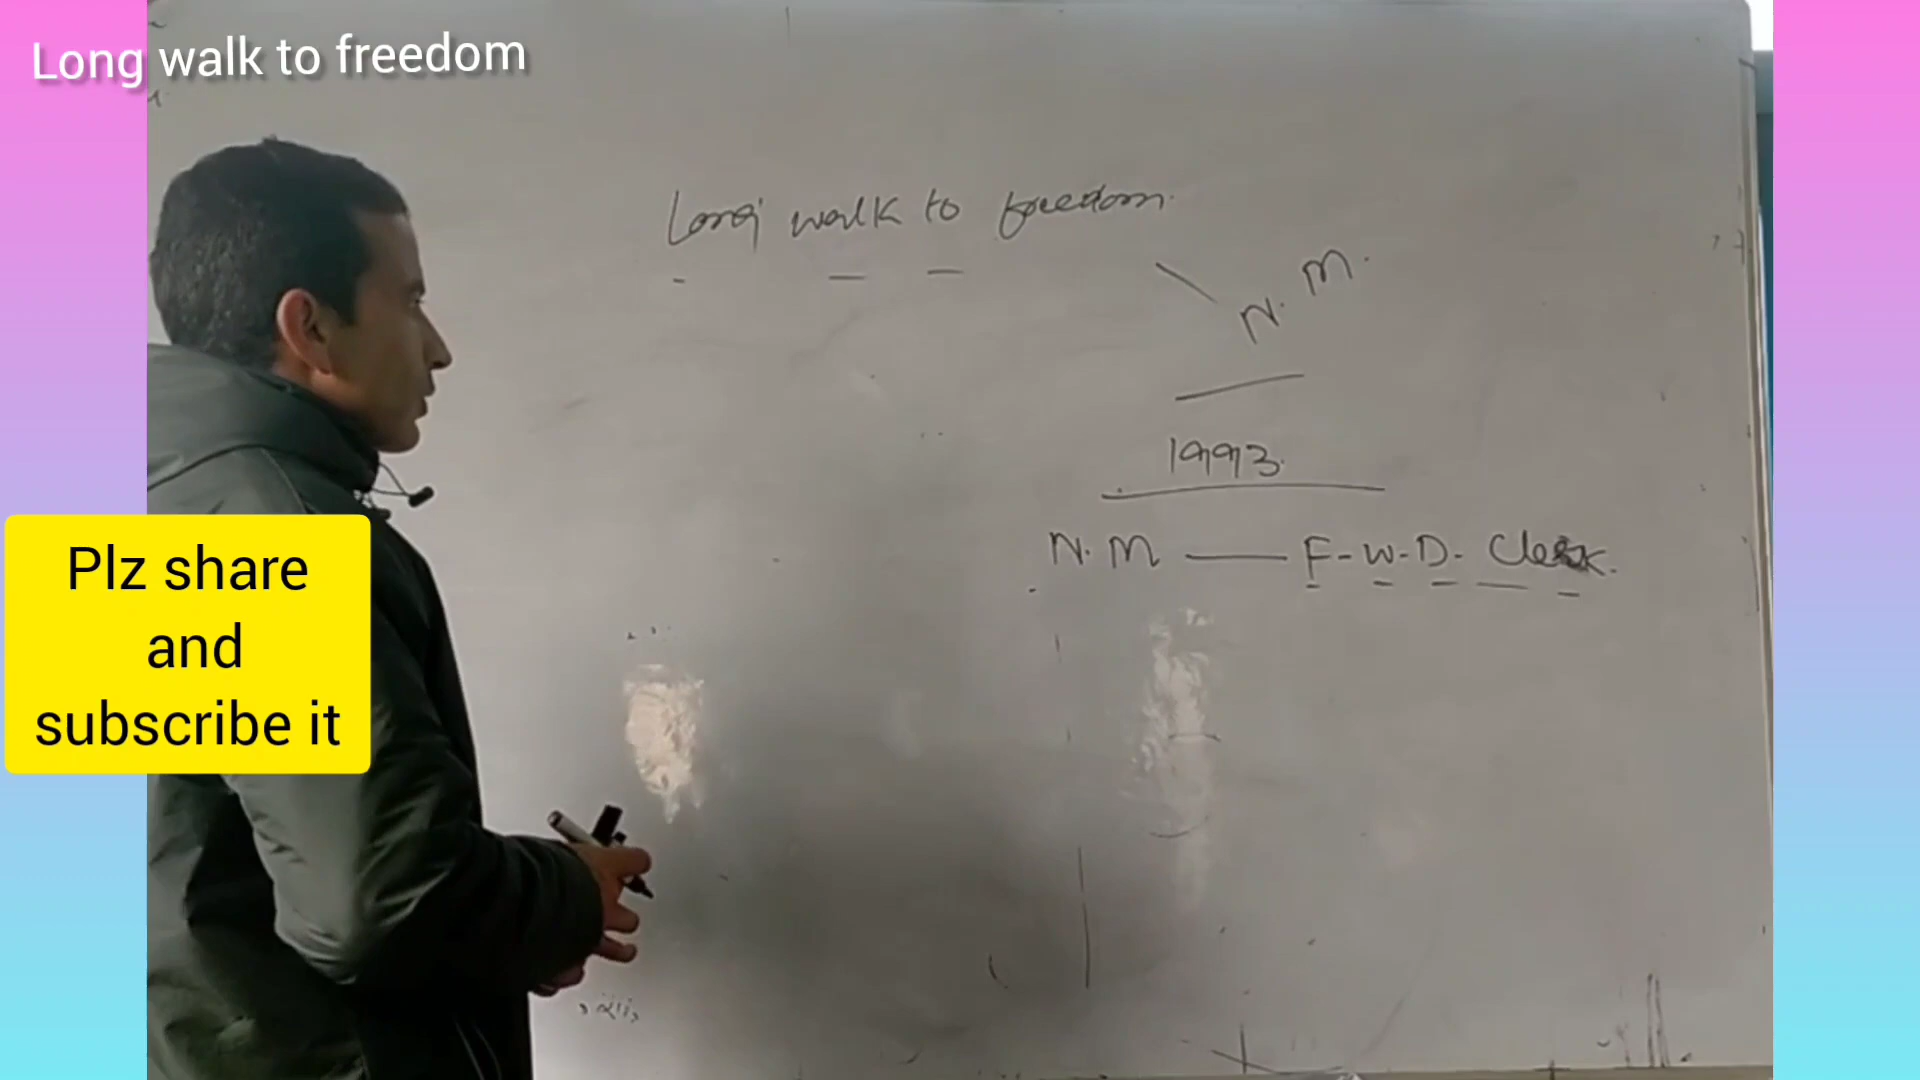 Long walk to freedom
Long walk to freedom.
N. M.
1993.
N. M — F-W-D- Clerk.
Plz share
and
subscribe it